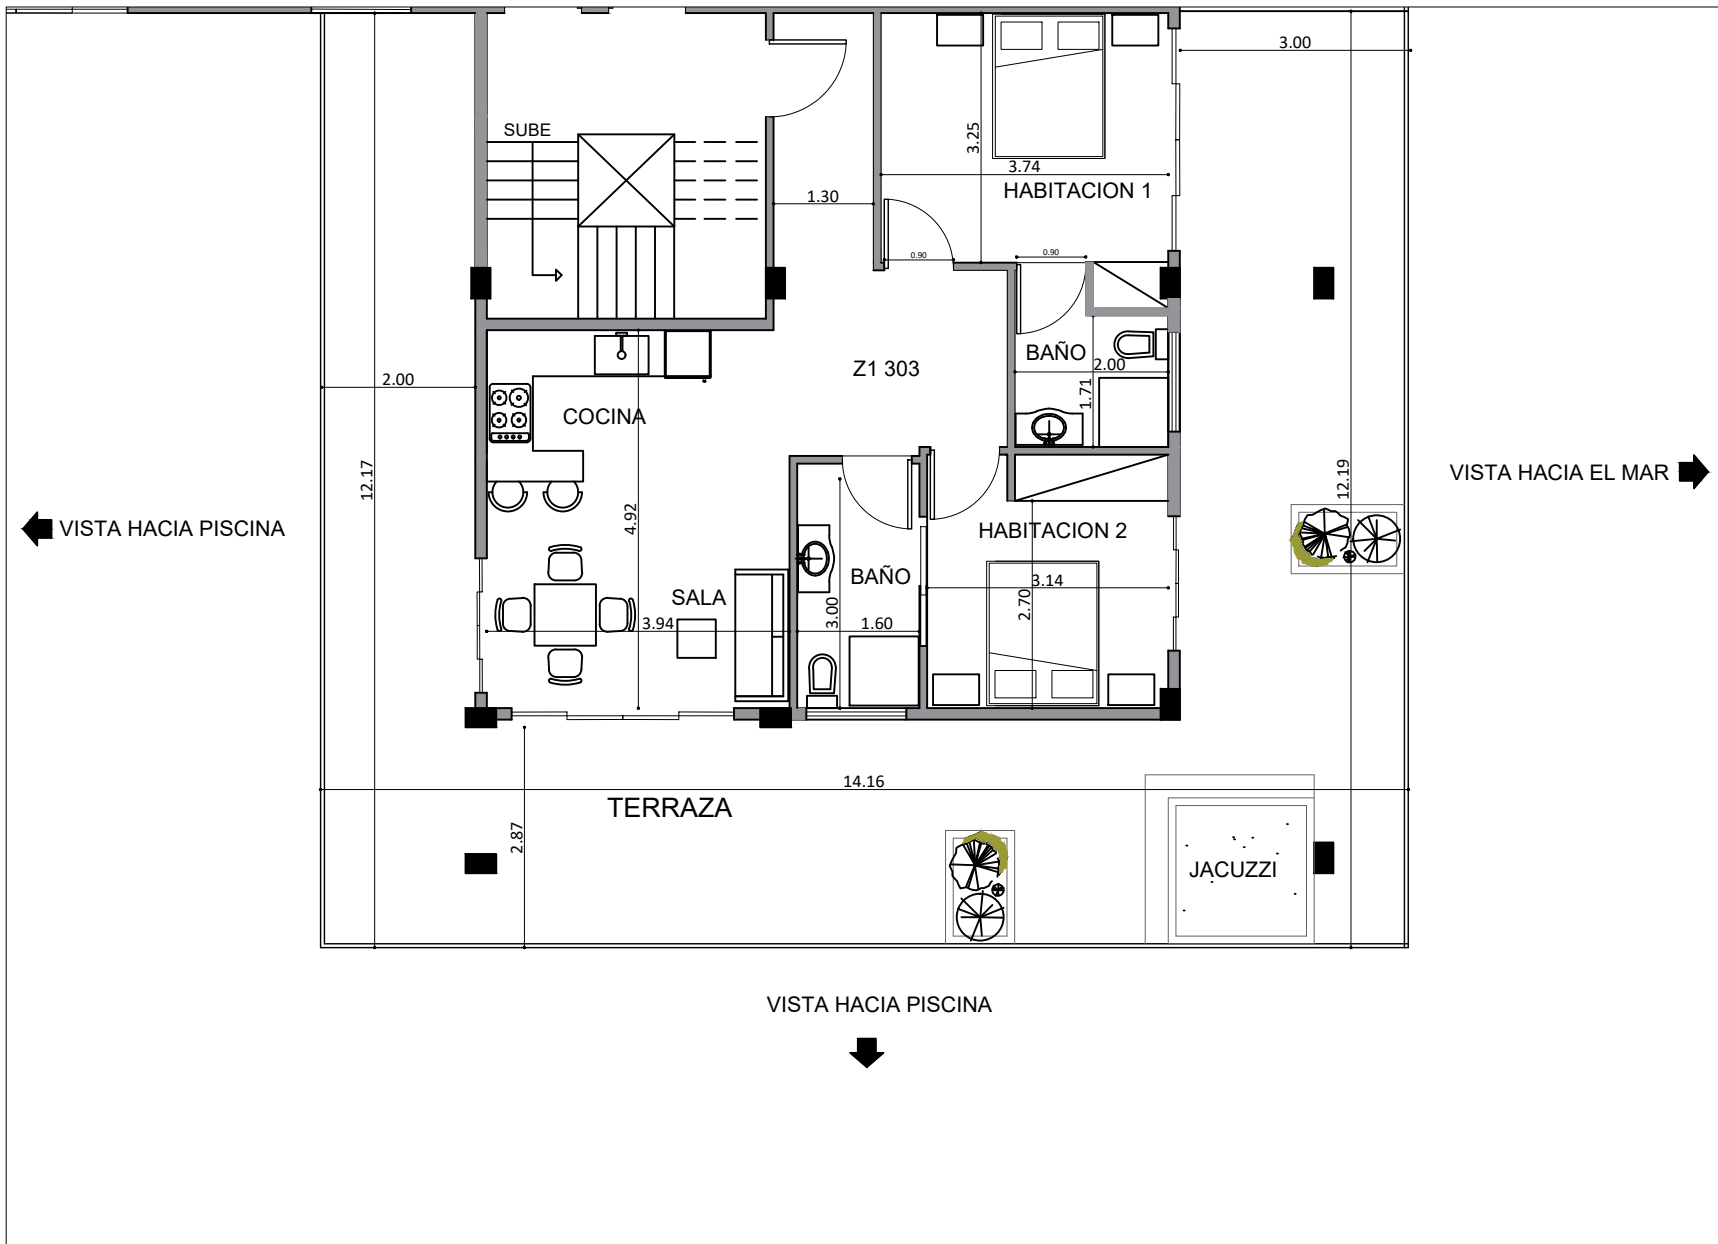 3.00
SUBE
3.25
3.74
HABITACION 1
1.30
0.90
0.90
BAÑO
2.00
1.71
Z1 303
2.00
COCINA
12.17
4.92
12.19
VISTA HACIA EL MAR
VISTA HACIA PISCINA
HABITACION 2
BAÑO
3.14
2.70
SALA
3.94
3.00
1.60
14.16
TERRAZA
2.87
JACUZZI
VISTA HACIA PISCINA